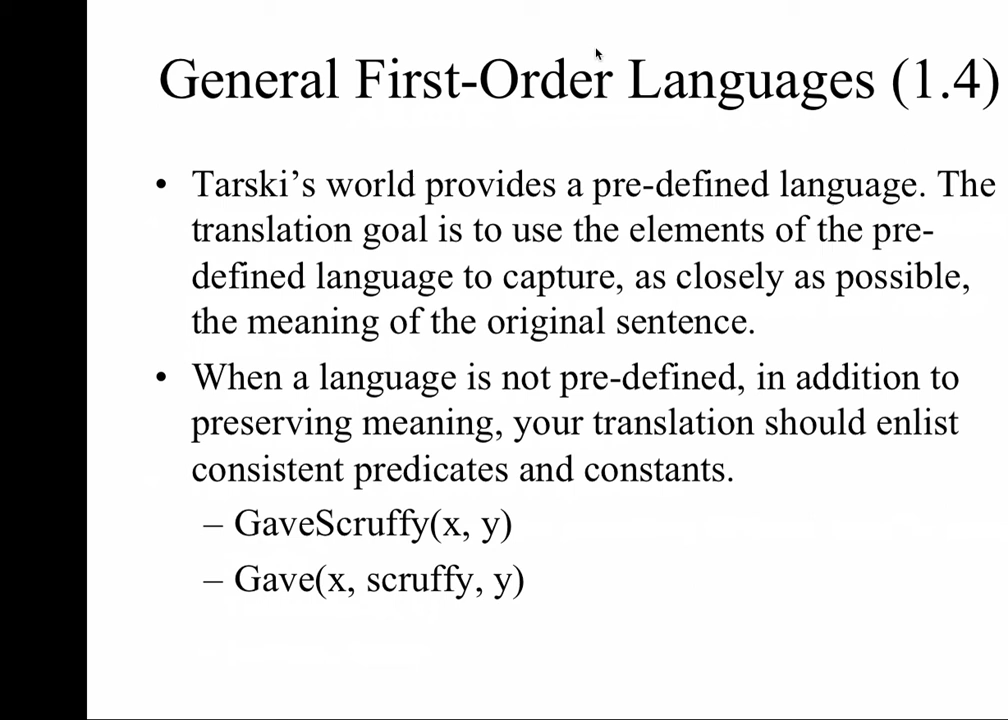 General First-Order Languages (1.4)
• Tarski’s world provides a pre-defined language. The
translation goal is to use the elements of the pre-
defined language to capture, as closely as possible,
the meaning of the original sentence.
• When a language is not pre-defined, in addition to
preserving meaning, your translation should enlist
consistent predicates and constants.
– GaveScruffy(x, y)
– Gave(x, scruffy, y)